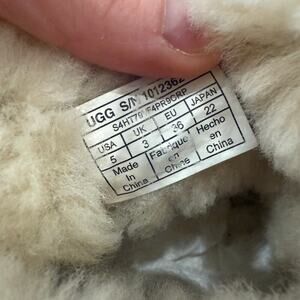 UGG S/N 1012362
USA UK EU JAPAN
5 3 36 22
Made Fabriqué Hecho
in en en
China Chine China